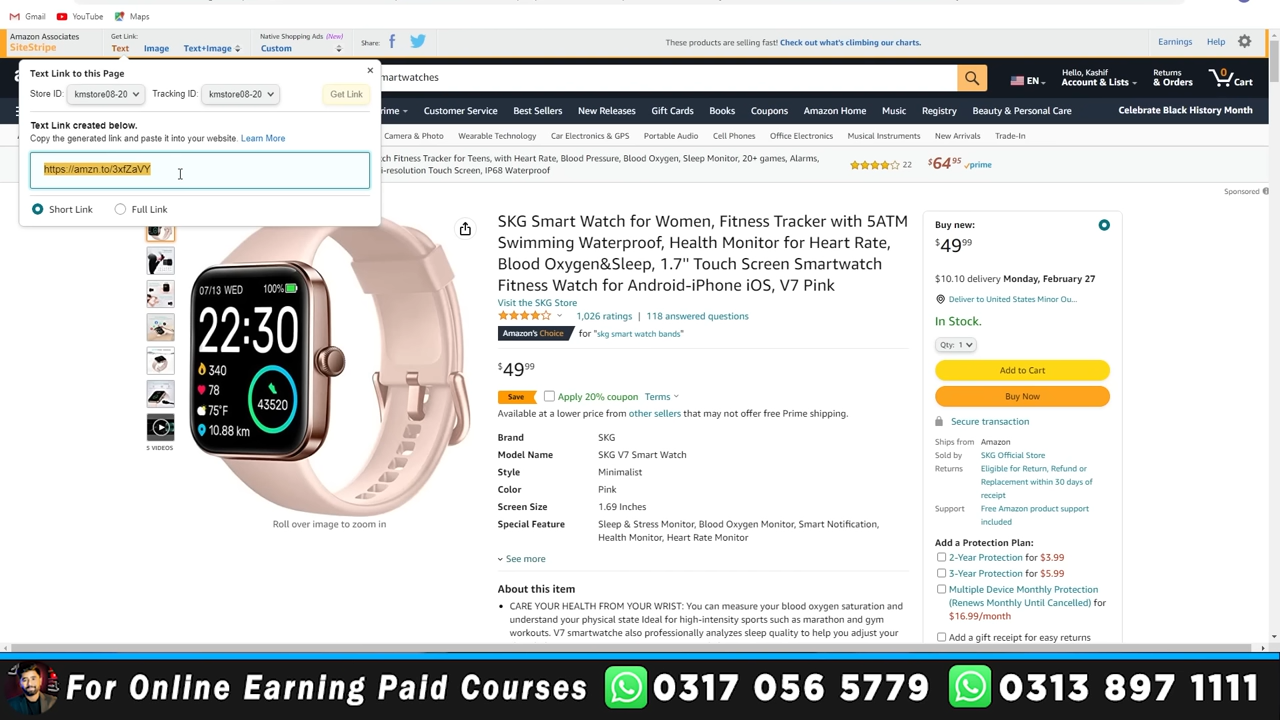 Gmail YouTube Maps
Amazon Associates
SiteStripe
Get Link:
Text Image Text+Image
Native Shopping Ads (New)
Custom
Share:
These products are selling fast! Check out what's climbing our charts.
Earnings Help
Text Link to this Page
Store ID: kmstore08-20 Tracking ID: kmstore08-20 Get Link
Text Link created below.
Copy the generated link and paste it into your website. Learn More
https://amzn.to/3xfZaVY
Short Link Full Link
martwatches
EN
Hello, Kashif
Account & Lists
Returns
& Orders
0
Cart
Customer Service Best Sellers New Releases Gift Cards Books Coupons Amazon Home Music Registry Beauty & Personal Care
Celebrate Black History Month
Camera & Photo Wearable Technology Car Electronics & GPS Portable Audio Cell Phones Office Electronics Musical Instruments New Arrivals Trade-In
ch Fitness Tracker for Teens, with Heart Rate, Blood Pressure, Blood Oxygen, Sleep Monitor, 20+ games, Alarms,
-resolution Touch Screen, IP68 Waterproof
22
$64.95 prime
Sponsored
07/13 WED 100%
22:30
340
78
75°F
10.88 km
43520
5 VIDEOS
Roll over image to zoom in
SKG Smart Watch for Women, Fitness Tracker with 5ATM
Swimming Waterproof, Health Monitor for Heart Rate,
Blood Oxygen&Sleep, 1.7'' Touch Screen Smartwatch
Fitness Watch for Android-iPhone iOS, V7 Pink
Visit the SKG Store
1,026 ratings | 118 answered questions
Amazon's Choice for "skg smart watch bands"
$49.99
Save Apply 20% coupon Terms
Available at a lower price from other sellers that may not offer free Prime shipping.
Brand SKG
Model Name SKG V7 Smart Watch
Style Minimalist
Color Pink
Screen Size 1.69 Inches
Special Feature Sleep & Stress Monitor, Blood Oxygen Monitor, Smart Notification,
Health Monitor, Heart Rate Monitor
See more
About this item
• CARE YOUR HEALTH FROM YOUR WRIST: You can measure your blood oxygen saturation and
understand your physical state Ideal for high-intensity sports such as marathon and gym
workouts. V7 smartwatche also professionally analyzes sleep quality to help you adjust your
Buy new:
$49.99
$10.10 delivery Monday, February 27
Deliver to United States Minor Ou...
In Stock.
Qty: 1
Add to Cart
Buy Now
Secure transaction
Ships from Amazon
Sold by SKG Official Store
Returns Eligible for Return, Refund or
Replacement within 30 days of
receipt
Support Free Amazon product support
included
Add a Protection Plan:
2-Year Protection for $3.99
3-Year Protection for $5.99
Multiple Device Monthly Protection
(Renews Monthly Until Cancelled) for
$16.99/month
Add a gift receipt for easy returns
For Online Earning Paid Courses 0317 056 5779 0313 897 1111